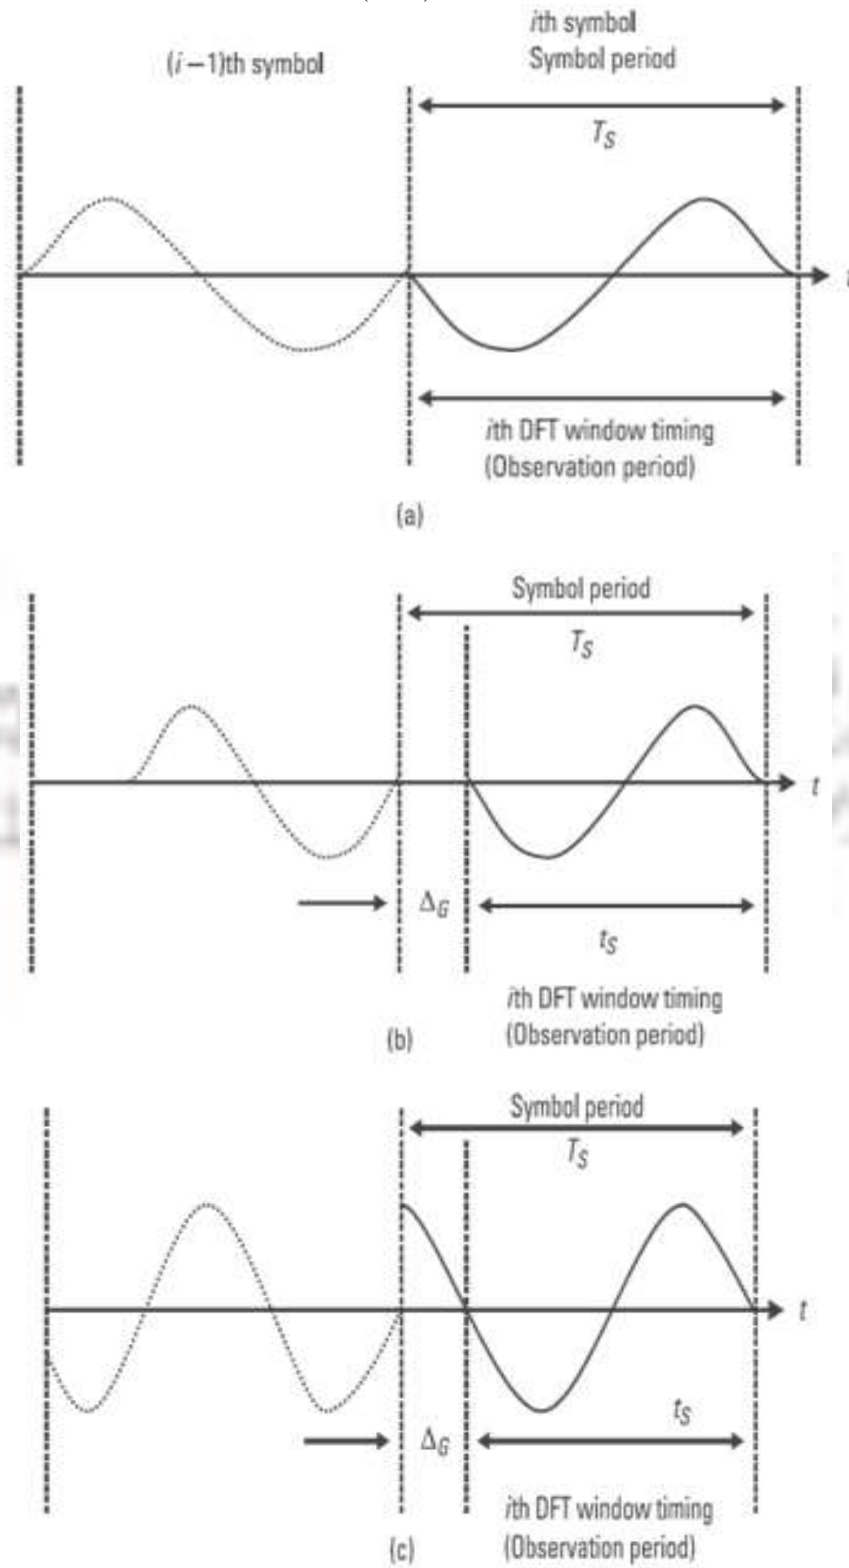 ith symbol
(i – 1)th symbol
Symbol period
T_S
t
ith DFT window timing
(Observation period)
(a)
Symbol period
T_S
t
Δ_G
t_S
ith DFT window timing
(Observation period)
(b)
Symbol period
T_S
t
t_S
Δ_G
ith DFT window timing
(Observation period)
(c)